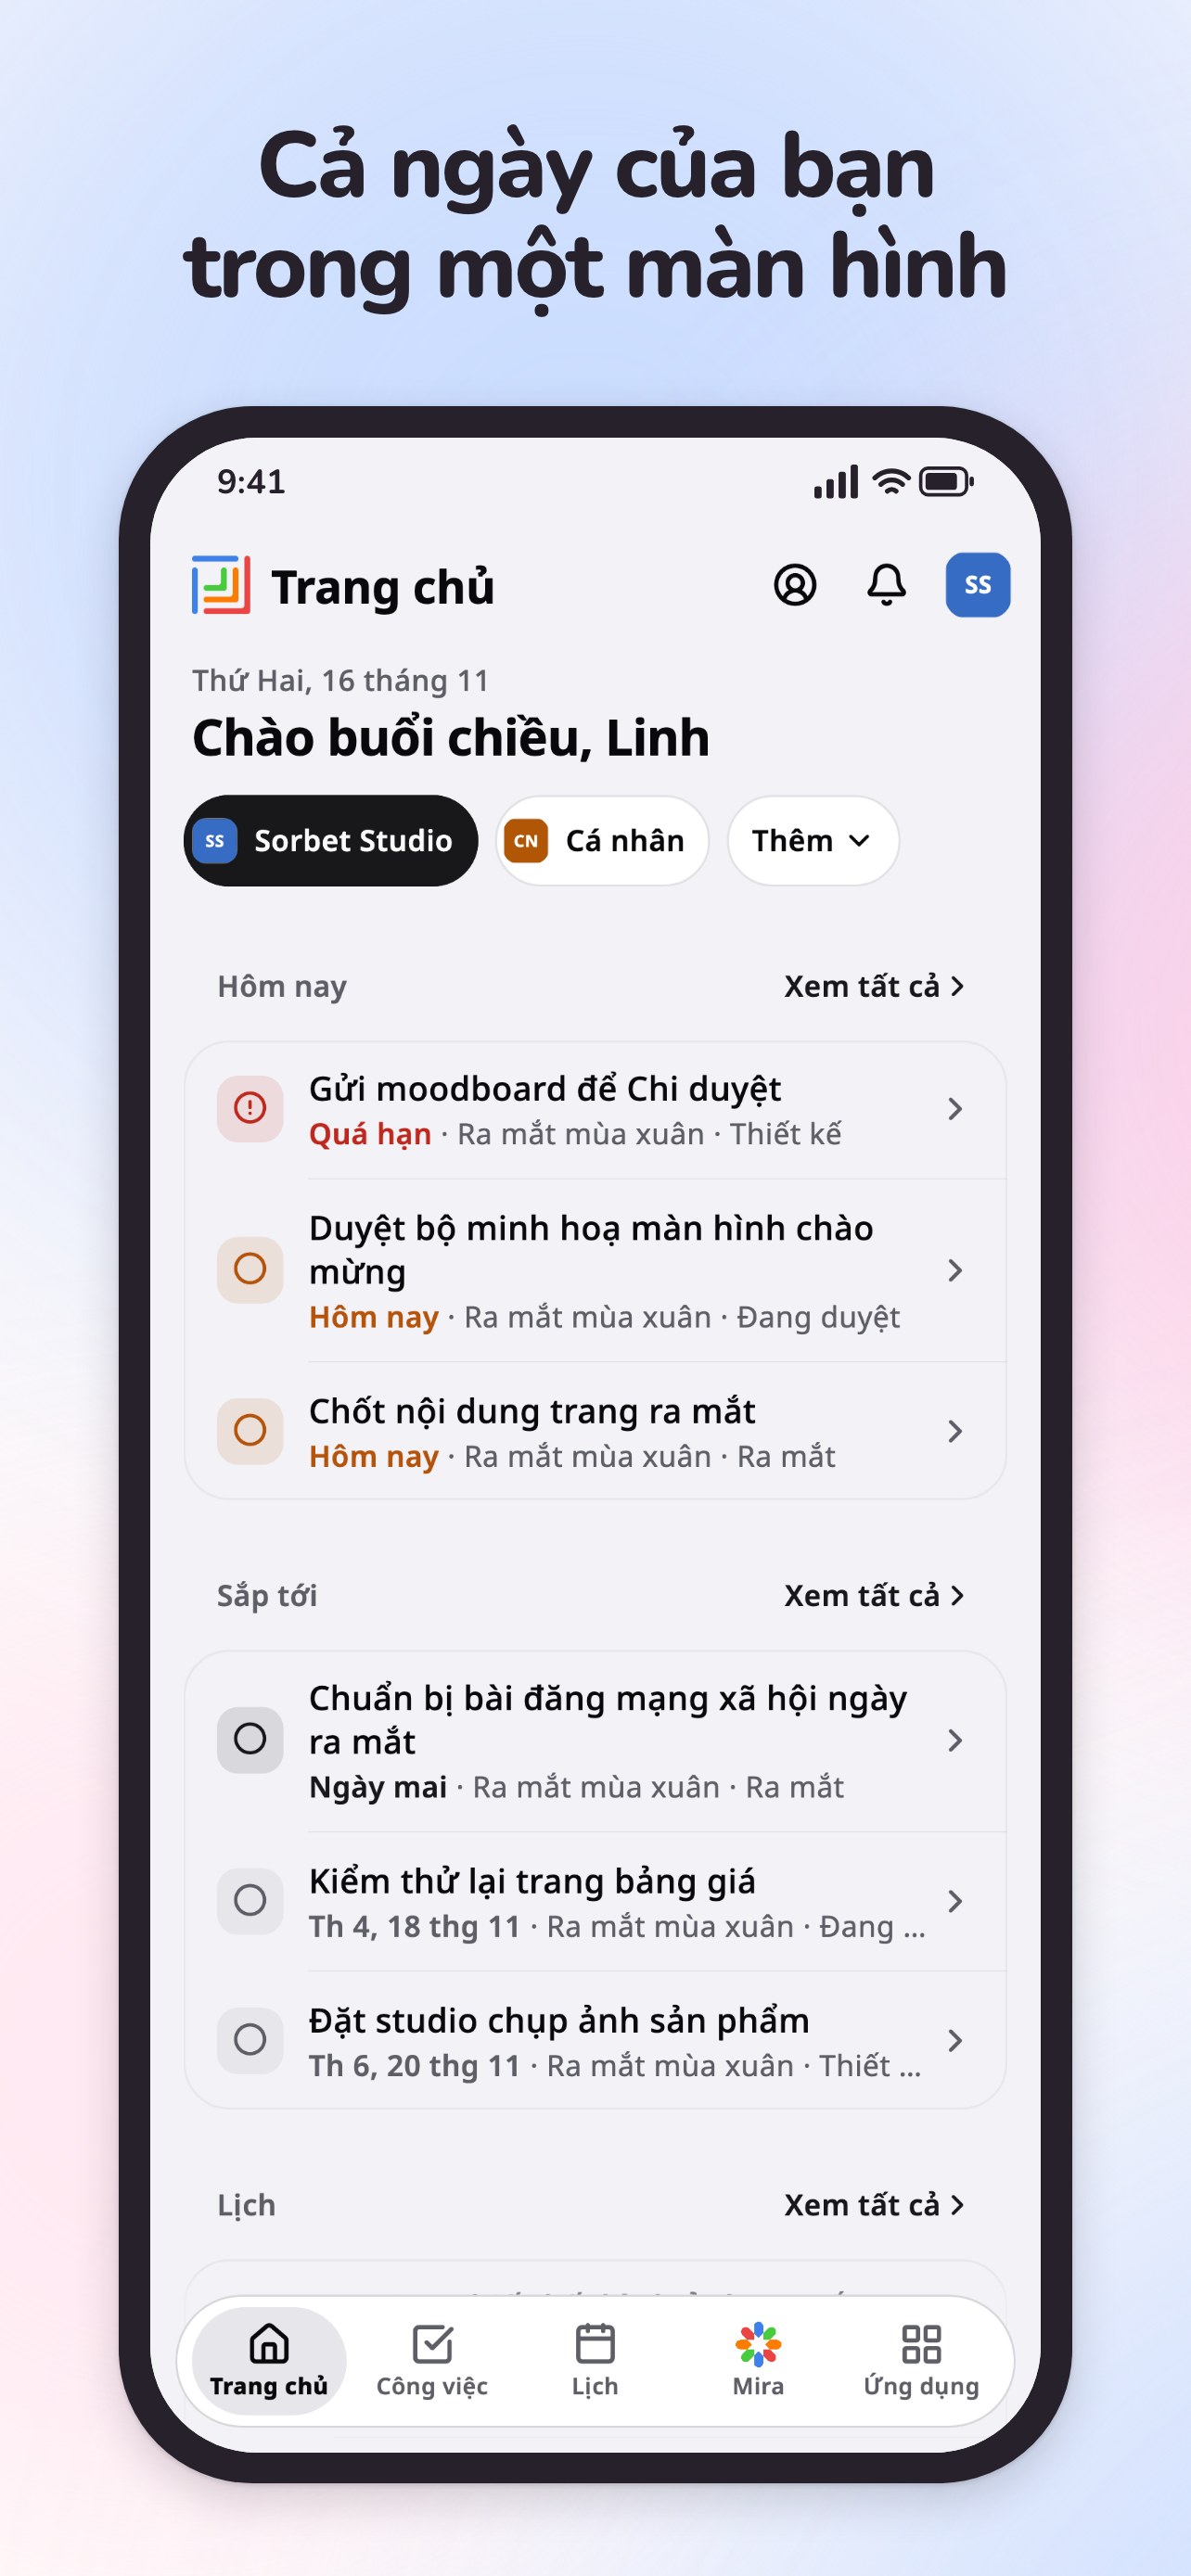 Cả ngày của bạn
trong một màn hình
9:41
Trang chủ
SS
Thứ Hai, 16 tháng 11
Chào buổi chiều, Linh
SS Sorbet Studio
CN Cá nhân
Thêm
Hôm nay
Xem tất cả
Gửi moodboard để Chi duyệt
Quá hạn · Ra mắt mùa xuân · Thiết kế
Duyệt bộ minh hoạ màn hình chào
mừng
Hôm nay · Ra mắt mùa xuân · Đang duyệt
Chốt nội dung trang ra mắt
Hôm nay · Ra mắt mùa xuân · Ra mắt
Sắp tới
Xem tất cả
Chuẩn bị bài đăng mạng xã hội ngày
ra mắt
Ngày mai · Ra mắt mùa xuân · Ra mắt
Kiểm thử lại trang bảng giá
Th 4, 18 thg 11 · Ra mắt mùa xuân · Đang ...
Đặt studio chụp ảnh sản phẩm
Th 6, 20 thg 11 · Ra mắt mùa xuân · Thiết ...
Lịch
Xem tất cả
Trang chủ
Công việc
Lịch
Mira
Ứng dụng